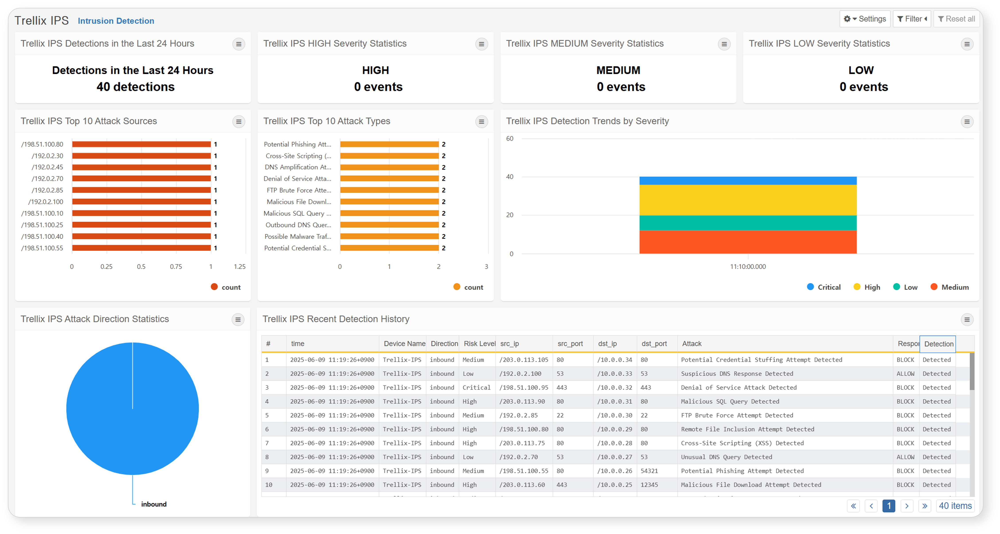 Trellix IPS Intrusion Detection
Settings Filter Reset all
Trellix IPS Detections in the Last 24 Hours
Detections in the Last 24 Hours
40 detections
Trellix IPS HIGH Severity Statistics
HIGH
0 events
Trellix IPS MEDIUM Severity Statistics
MEDIUM
0 events
Trellix IPS LOW Severity Statistics
LOW
0 events
Trellix IPS Top 10 Attack Sources
/198.51.100.80 1
/192.0.2.30 1
/192.0.2.45 1
/192.0.2.70 1
/192.0.2.85 1
/192.0.2.100 1
/198.51.100.10 1
/198.51.100.25 1
/198.51.100.40 1
/198.51.100.55 1
0 0.25 0.5 0.75 1 1.25
count
Trellix IPS Top 10 Attack Types
Potential Phishing Att... 2
Cross-Site Scripting (... 2
DNS Amplification At... 2
Denial of Service Atta... 2
FTP Brute Force Atte... 2
Malicious File Downl... 2
Malicious SQL Query ... 2
Outbound DNS Quer... 2
Possible Malware Traf... 2
Potential Credential S... 2
0 1 2 3
count
Trellix IPS Detection Trends by Severity
60
40
20
0
11:10:00.000
Critical High Low Medium
Trellix IPS Attack Direction Statistics
inbound
Trellix IPS Recent Detection History
# time Device Name Direction Risk Level src_ip src_port dst_ip dst_port Attack Respo Detection
1 2025-06-09 11:19:26+0900 Trellix-IPS inbound Medium /203.0.113.105 80 /10.0.0.34 80 Potential Credential Stuffing Attempt Detected BLOCK Detected
2 2025-06-09 11:19:26+0900 Trellix-IPS inbound Low /192.0.2.100 53 /10.0.0.33 53 Suspicious DNS Response Detected ALLOW Detected
3 2025-06-09 11:19:26+0900 Trellix-IPS inbound Critical /198.51.100.95 443 /10.0.0.32 443 Denial of Service Attack Detected BLOCK Detected
4 2025-06-09 11:19:26+0900 Trellix-IPS inbound High /203.0.113.90 80 /10.0.0.31 80 Malicious SQL Query Detected BLOCK Detected
5 2025-06-09 11:19:26+0900 Trellix-IPS inbound Medium /192.0.2.85 22 /10.0.0.30 22 FTP Brute Force Attempt Detected BLOCK Detected
6 2025-06-09 11:19:26+0900 Trellix-IPS inbound High /198.51.100.80 80 /10.0.0.29 80 Remote File Inclusion Attempt Detected BLOCK Detected
7 2025-06-09 11:19:26+0900 Trellix-IPS inbound High /203.0.113.75 80 /10.0.0.28 80 Cross-Site Scripting (XSS) Detected BLOCK Detected
8 2025-06-09 11:19:26+0900 Trellix-IPS inbound Low /192.0.2.70 53 /10.0.0.27 53 Unusual DNS Query Detected ALLOW Detected
9 2025-06-09 11:19:26+0900 Trellix-IPS inbound Medium /198.51.100.55 80 /10.0.0.26 54321 Potential Phishing Attempt Detected BLOCK Detected
10 2025-06-09 11:19:26+0900 Trellix-IPS inbound High /203.0.113.60 443 /10.0.0.25 12345 Malicious File Download Attempt Detected BLOCK Detected
« ‹ 1 › » 40 items